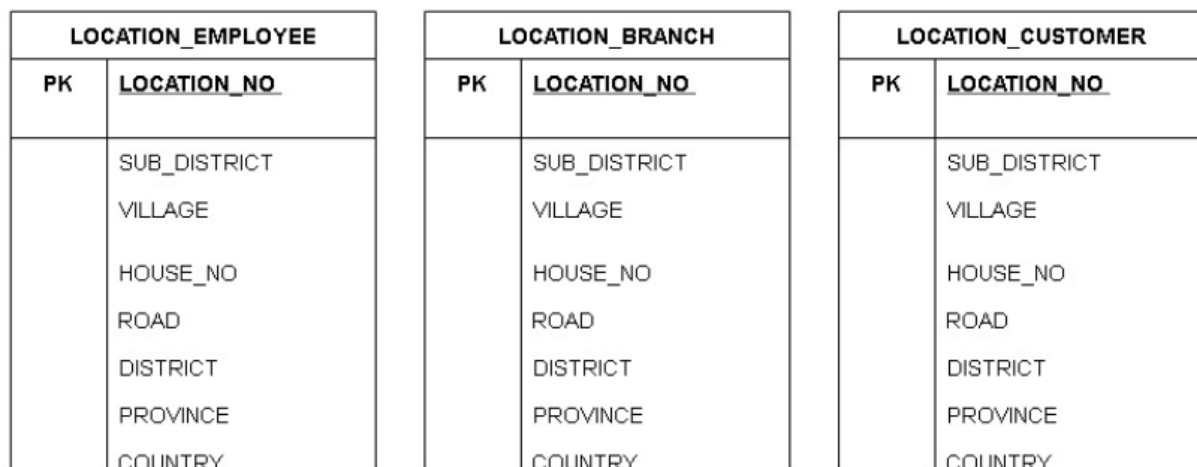 LOCATION_EMPLOYEE
PK LOCATION_NO
SUB_DISTRICT
VILLAGE
HOUSE_NO
ROAD
DISTRICT
PROVINCE
COUNTRY
LOCATION_BRANCH
PK LOCATION_NO
SUB_DISTRICT
VILLAGE
HOUSE_NO
ROAD
DISTRICT
PROVINCE
COUNTRY
LOCATION_CUSTOMER
PK LOCATION_NO
SUB_DISTRICT
VILLAGE
HOUSE_NO
ROAD
DISTRICT
PROVINCE
COUNTRY